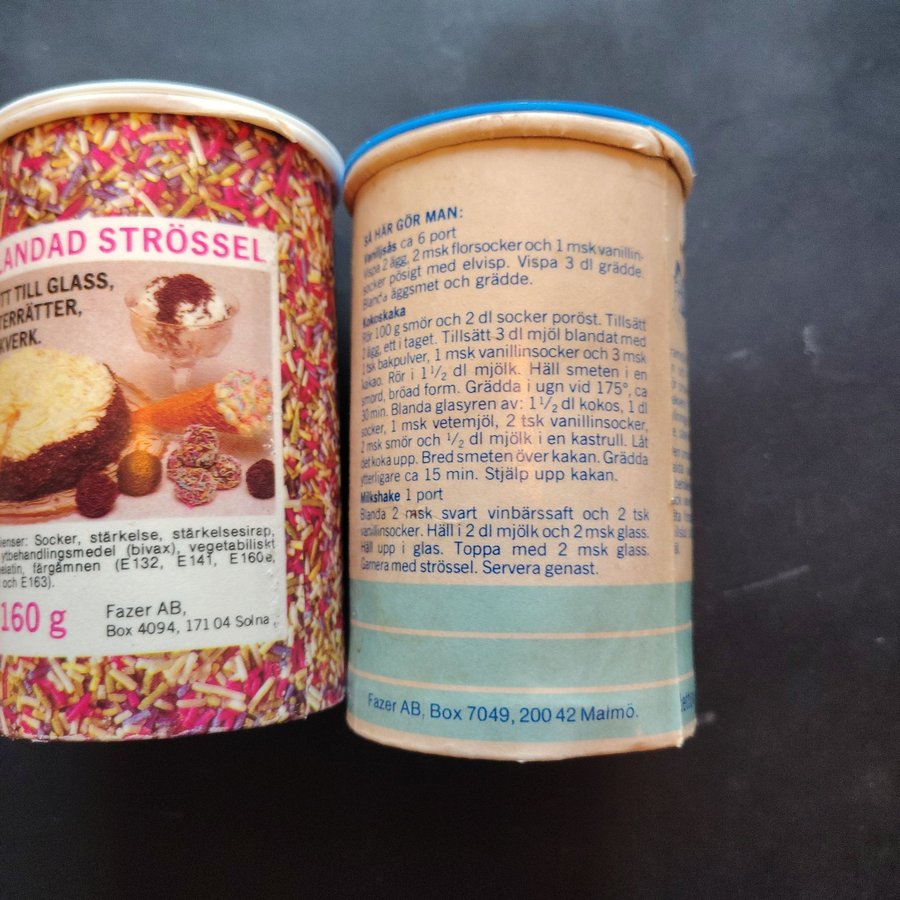 LANDAD STRÖSSEL
TT TILL GLASS,
TERRÄTTER,
KVERK.
ienser: Socker, stärkelse, stärkelsesirap,
ytbehandlingsmedel (bivax), vegetabiliskt
elatin, färgämnen (E132, E141, E160e,
och E163).
160 g
Fazer AB,
Box 4094, 171 04 Solna
SÅ HÄR GÖR MAN:
Vaniljsås ca 6 port
Vispa 2 ägg, 2 msk florsocker och 1 msk vanillin-
socker pösigt med elvisp. Vispa 3 dl grädde.
Blanda äggsmet och grädde.
Kokoskaka
Rör 100 g smör och 2 dl socker poröst. Tillsätt
2 ägg, ett i taget. Tillsätt 3 dl mjöl blandat med
1 tsk bakpulver, 1 msk vanillinsocker och 3 msk
kakao. Rör i 1 1/2 dl mjölk. Häll smeten i en
smord, bröad form. Grädda i ugn vid 175°, ca
30 min. Blanda glasyren av: 1 1/2 dl kokos, 1 dl
socker, 1 msk vetemjöl, 2 tsk vanillinsocker,
2 msk smör och 1/2 dl mjölk i en kastrull. Låt
det koka upp. Bred smeten över kakan. Grädda
ytterligare ca 15 min. Stjälp upp kakan.
Milkshake 1 port
Blanda 2 msk svart vinbärssaft och 2 tsk
vanillinsocker. Häll i 2 dl mjölk och 2 msk glass.
Häll upp i glas. Toppa med 2 msk glass.
Garnera med strössel. Servera genast.
Fazer AB, Box 7049, 200 42 Malmö.